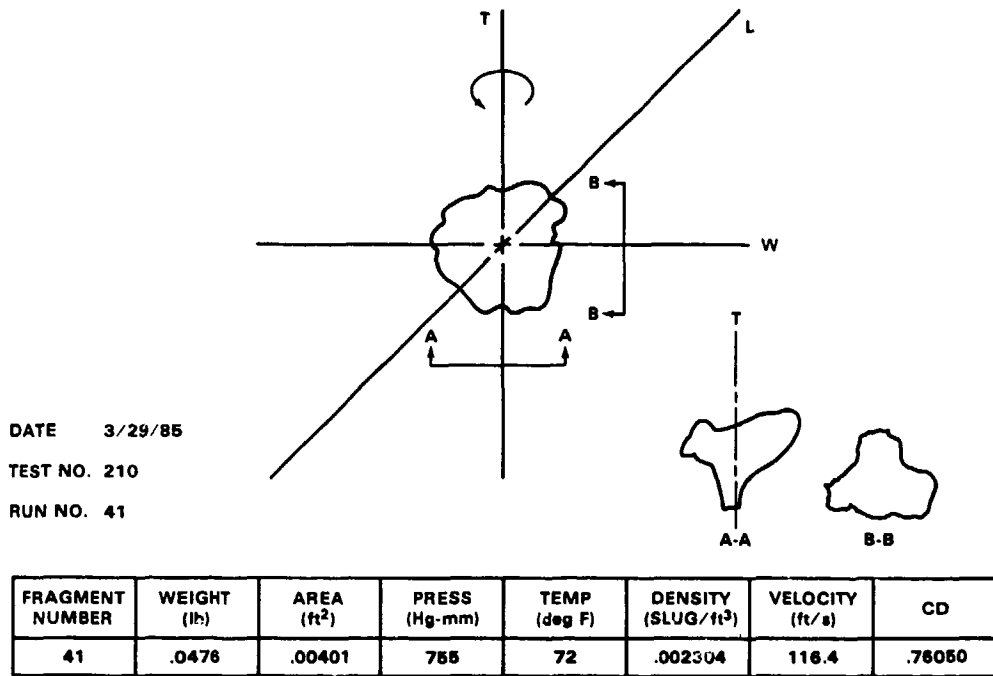 T
L
B
W
B
A A
T
DATE 3/29/85
TEST NO. 210
RUN NO. 41
A-A B-B
FRAGMENT NUMBER WEIGHT (lb) AREA (ft²) PRESS (Hg-mm) TEMP (deg F) DENSITY (SLUG/ft³) VELOCITY (ft/s) CD
41 .0476 .00401 755 72 .002304 116.4 .76050